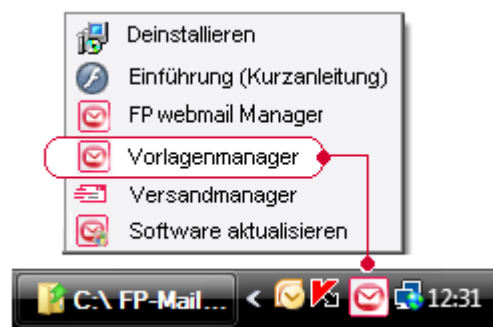 Deinstallieren
Einführung (Kurzanleitung)
FP webmail Manager
Vorlagenmanager
Versandmanager
Software aktualisieren
C:\ FP-Mail... < 12:31